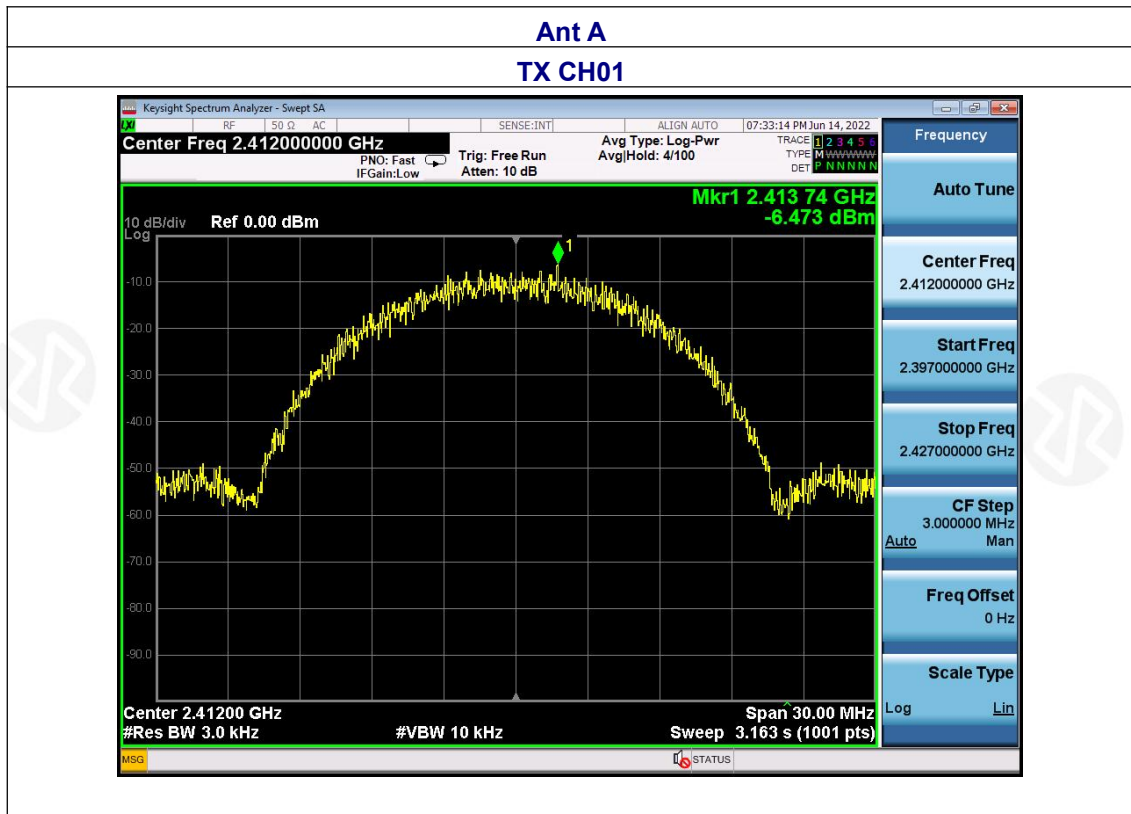 Ant A
TX CH01
Keysight Spectrum Analyzer - Swept SA
LXI RF 50 Ω AC SENSE:INT ALIGN AUTO 07:33:14 PM Jun 14, 2022
Center Freq 2.412000000 GHz
PNO: Fast
IFGain:Low
Trig: Free Run
Atten: 10 dB
Avg Type: Log-Pwr
Avg|Hold: 4/100
TRACE 1 2 3 4 5 6
TYPE M WWWWW
DET P N N N N N
Frequency
Mkr1 2.413 74 GHz
-6.473 dBm
10 dB/div Ref 0.00 dBm
Log
1
-10.0
-20.0
-30.0
-40.0
-50.0
-60.0
-70.0
-80.0
-90.0
Center 2.41200 GHz Span 30.00 MHz
#Res BW 3.0 kHz #VBW 10 kHz Sweep 3.163 s (1001 pts)
Auto Tune
Center Freq
2.412000000 GHz
Start Freq
2.397000000 GHz
Stop Freq
2.427000000 GHz
CF Step
3.000000 MHz
Auto Man
Freq Offset
0 Hz
Scale Type
Log Lin
MSG STATUS